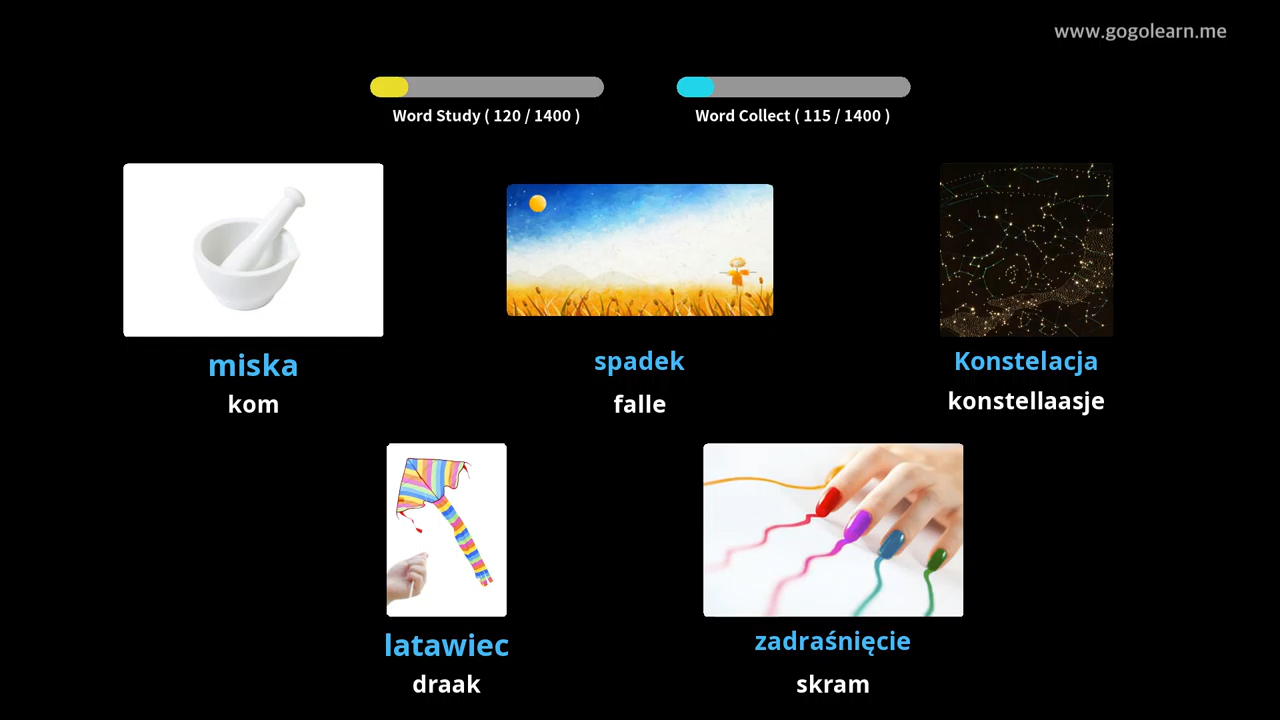 www.gogolearn.me
Word Study ( 120 / 1400 )
Word Collect ( 115 / 1400 )
miska
kom
spadek
falle
Konstelacja
konstellaasje
latawiec
draak
zadraśnięcie
skram